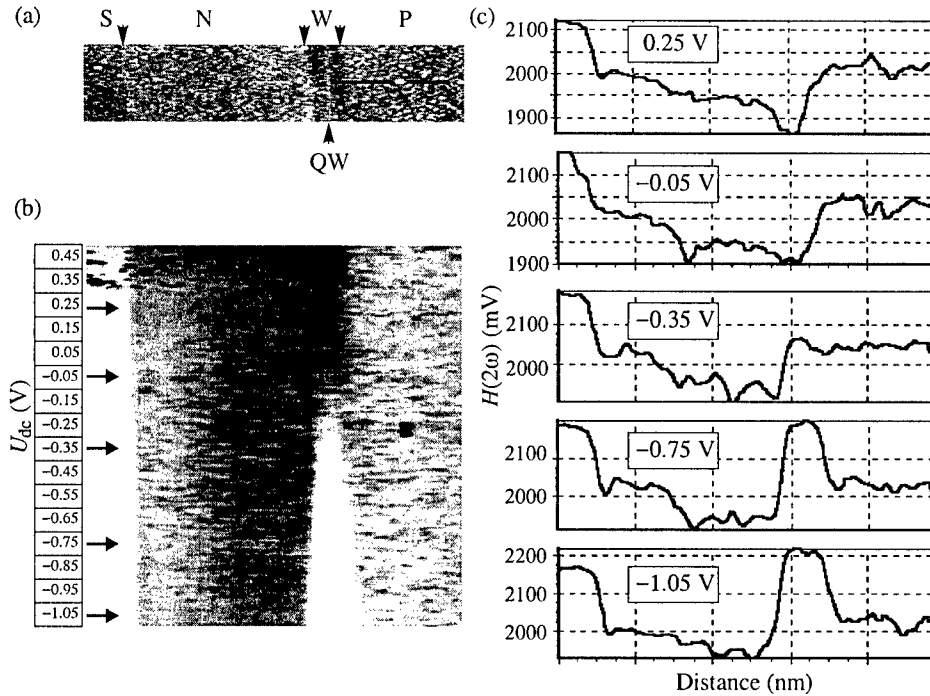 (a)
S N W P
QW
(b)
U_dc (V)
0.45
0.35
0.25
0.15
0.05
−0.05
−0.15
−0.25
−0.35
−0.45
−0.55
−0.65
−0.75
−0.85
−0.95
−1.05
(c)
H(2ω) (mV)
2100
2000
1900
0.25 V
2100
2000
1900
−0.05 V
2100
2000
−0.35 V
2100
2000
−0.75 V
2200
2100
2000
−1.05 V
Distance (nm)